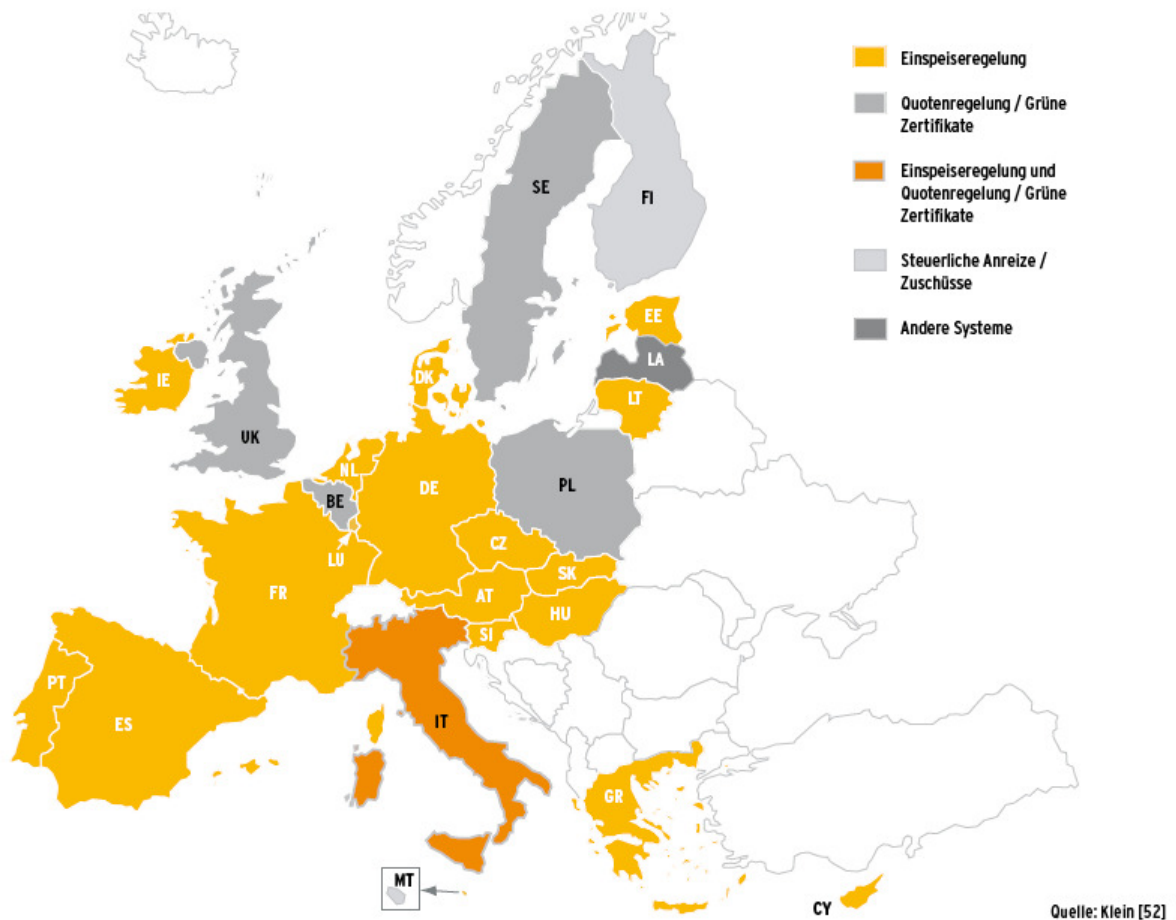 Einspeiseregelung
Quotenregelung / Grüne
Zertifikate
Einspeiseregelung und
Quotenregelung / Grüne
Zertifikate
Steuerliche Anreize /
Zuschüsse
Andere Systeme
SE
FI
EE
LA
LT
DK
IE
UK
NL
DE
PL
BE
LU
CZ
SK
FR
AT
HU
SI
PT
ES
IT
GR
MT
CY
Quelle: Klein [52]